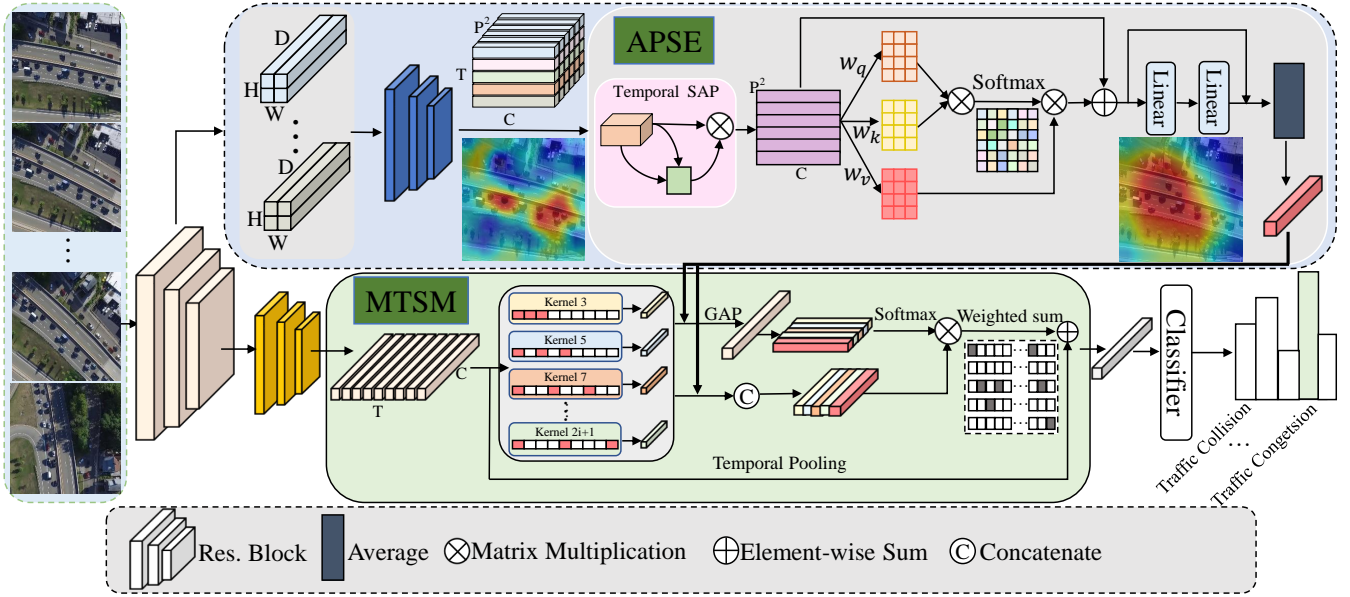 D
H
W
D
H
W
P²
T
C
APSE
Temporal SAP
P²
C
w_q
w_k
w_v
Softmax
Linear
Linear
MTSM
T
C
Kernel 3
Kernel 5
Kernel 7
Kernel 2i+1
GAP
Softmax
Weighted sum
C
Temporal Pooling
Classifier
Traffic Collision
...
Traffic Congetsion
Res. Block
Average
Matrix Multiplication
Element-wise Sum
C Concatenate